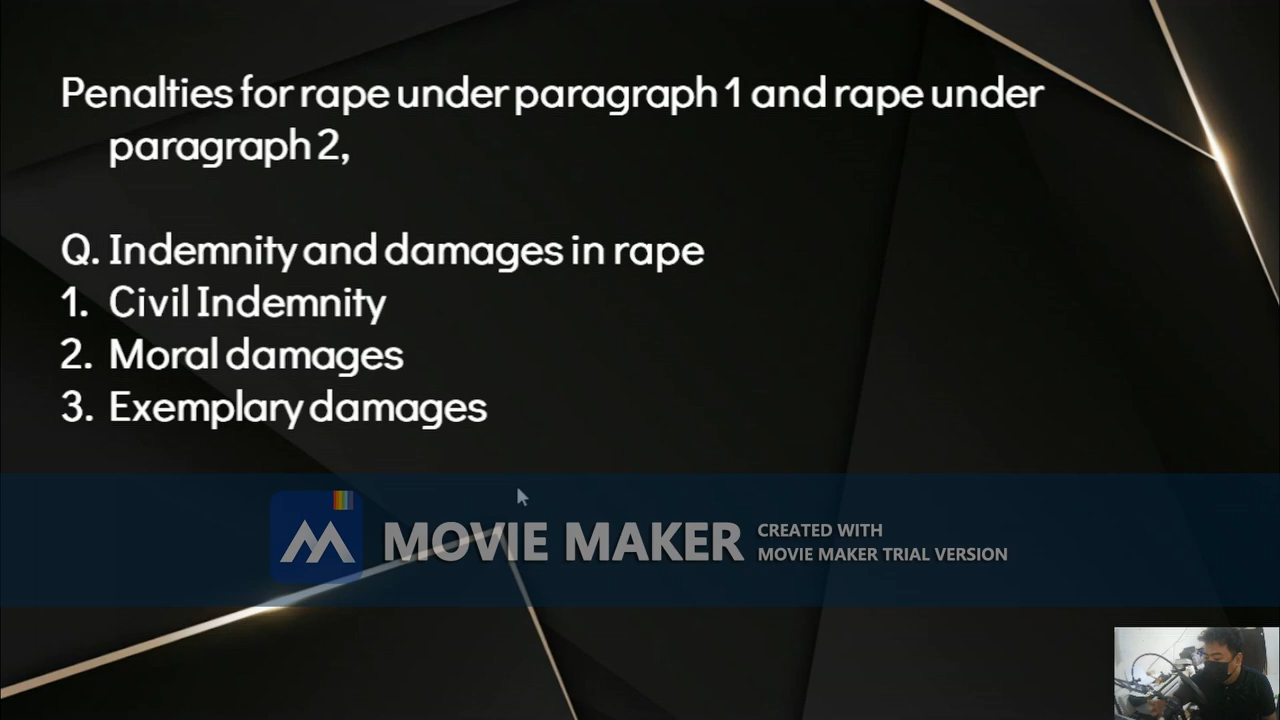 Penalties for rape under paragraph 1 and rape under
paragraph 2,
Q. Indemnity and damages in rape
1. Civil Indemnity
2. Moral damages
3. Exemplary damages
MOVIE MAKER
CREATED WITH
MOVIE MAKER TRIAL VERSION